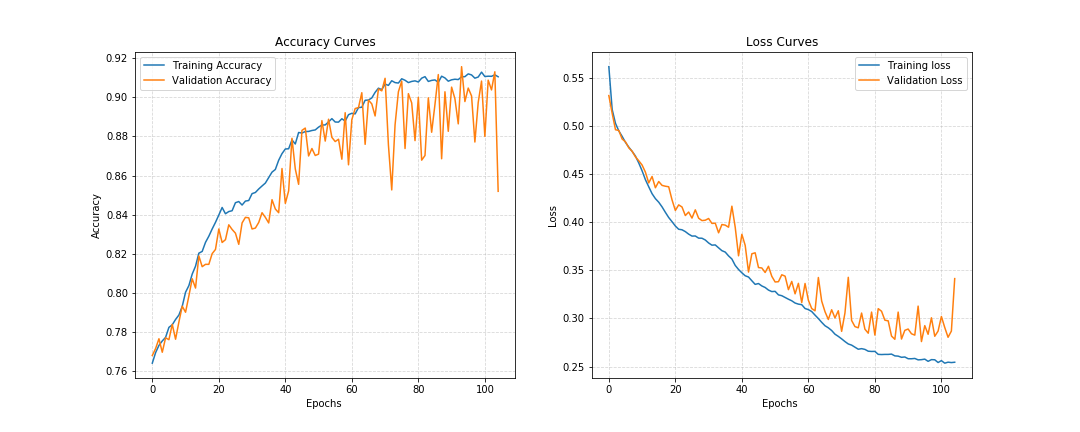 Accuracy Curves
Training Accuracy
Validation Accuracy
Accuracy
0.92
0.90
0.88
0.86
0.84
0.82
0.80
0.78
0.76
0 20 40 60 80 100
Epochs
Loss Curves
Training loss
Validation Loss
Loss
0.55
0.50
0.45
0.40
0.35
0.30
0.25
0 20 40 60 80 100
Epochs